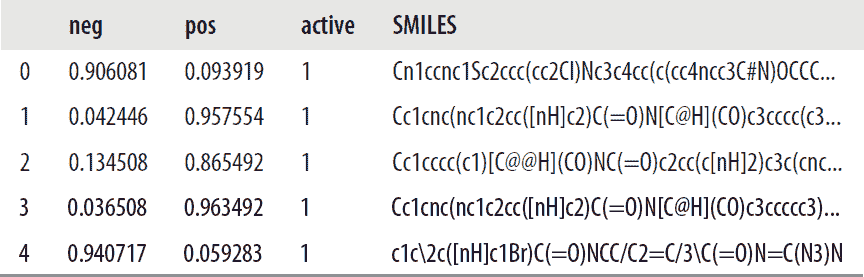 neg pos active SMILES
0 0.906081 0.093919 1 Cn1ccnc1Sc2ccc(cc2Cl)Nc3c4cc(c(cc4ncc3C#N)OCCC...
1 0.042446 0.957554 1 Cc1cnc(nc1c2cc([nH]c2)C(=O)N[C@H](CO)c3cccc(c3...
2 0.134508 0.865492 1 Cc1cccc(c1)[C@@H](CO)NC(=O)c2cc(c[nH]2)c3c(cnc...
3 0.036508 0.963492 1 Cc1cnc(nc1c2cc([nH]c2)C(=O)N[C@H](CO)c3ccccc3)...
4 0.940717 0.059283 1 c1c\2c([nH]c1Br)C(=O)NCC/C2=C/3\C(=O)N=C(N3)N